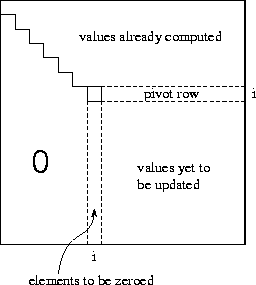 values already computed
pivot row
i
0
values yet to
be updated
i
elements to be zeroed